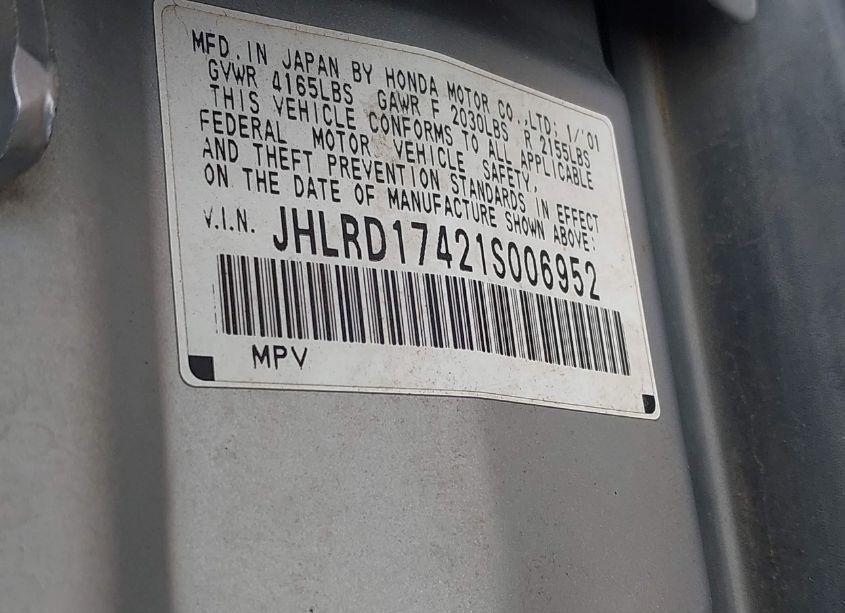 MFD. IN JAPAN BY HONDA MOTOR CO.,LTD; 1/'01
GVWR 4165LBS GAWR F 2030LBS R 2155LBS
THIS VEHICLE CONFORMS TO ALL APPLICABLE
FEDERAL MOTOR VEHICLE SAFETY,
AND THEFT PREVENTION STANDARDS IN EFFECT
ON THE DATE OF MANUFACTURE SHOWN ABOVE:
V.I.N. JHLRD17421S006952
MPV